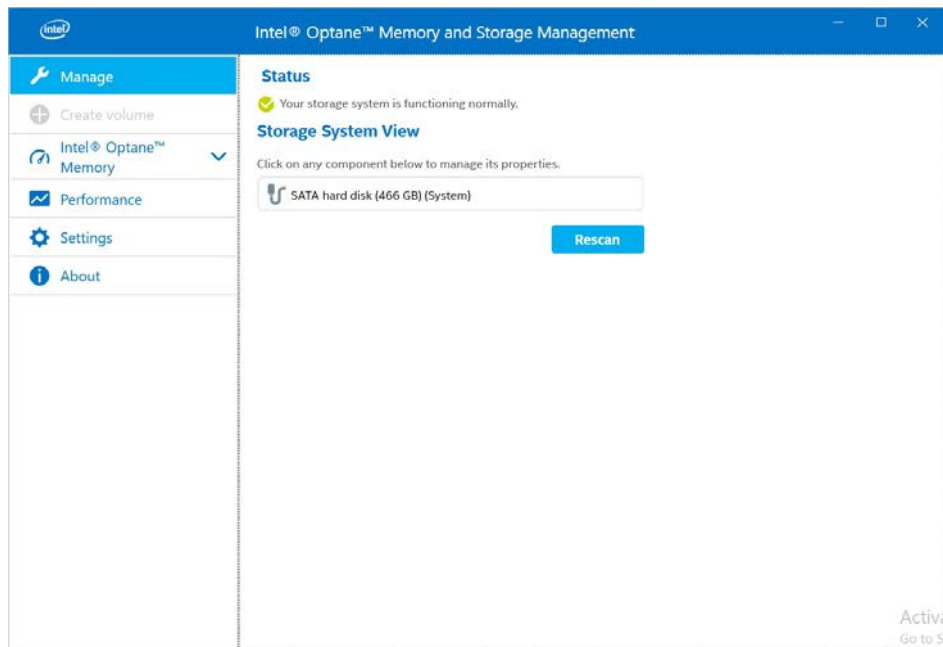 intel
Intel® Optane™ Memory and Storage Management
Manage
Create volume
Intel® Optane™
Memory
Performance
Settings
About
Status
Your storage system is functioning normally.
Storage System View
Click on any component below to manage its properties.
SATA hard disk (466 GB) (System)
Rescan
Activa
Go to S